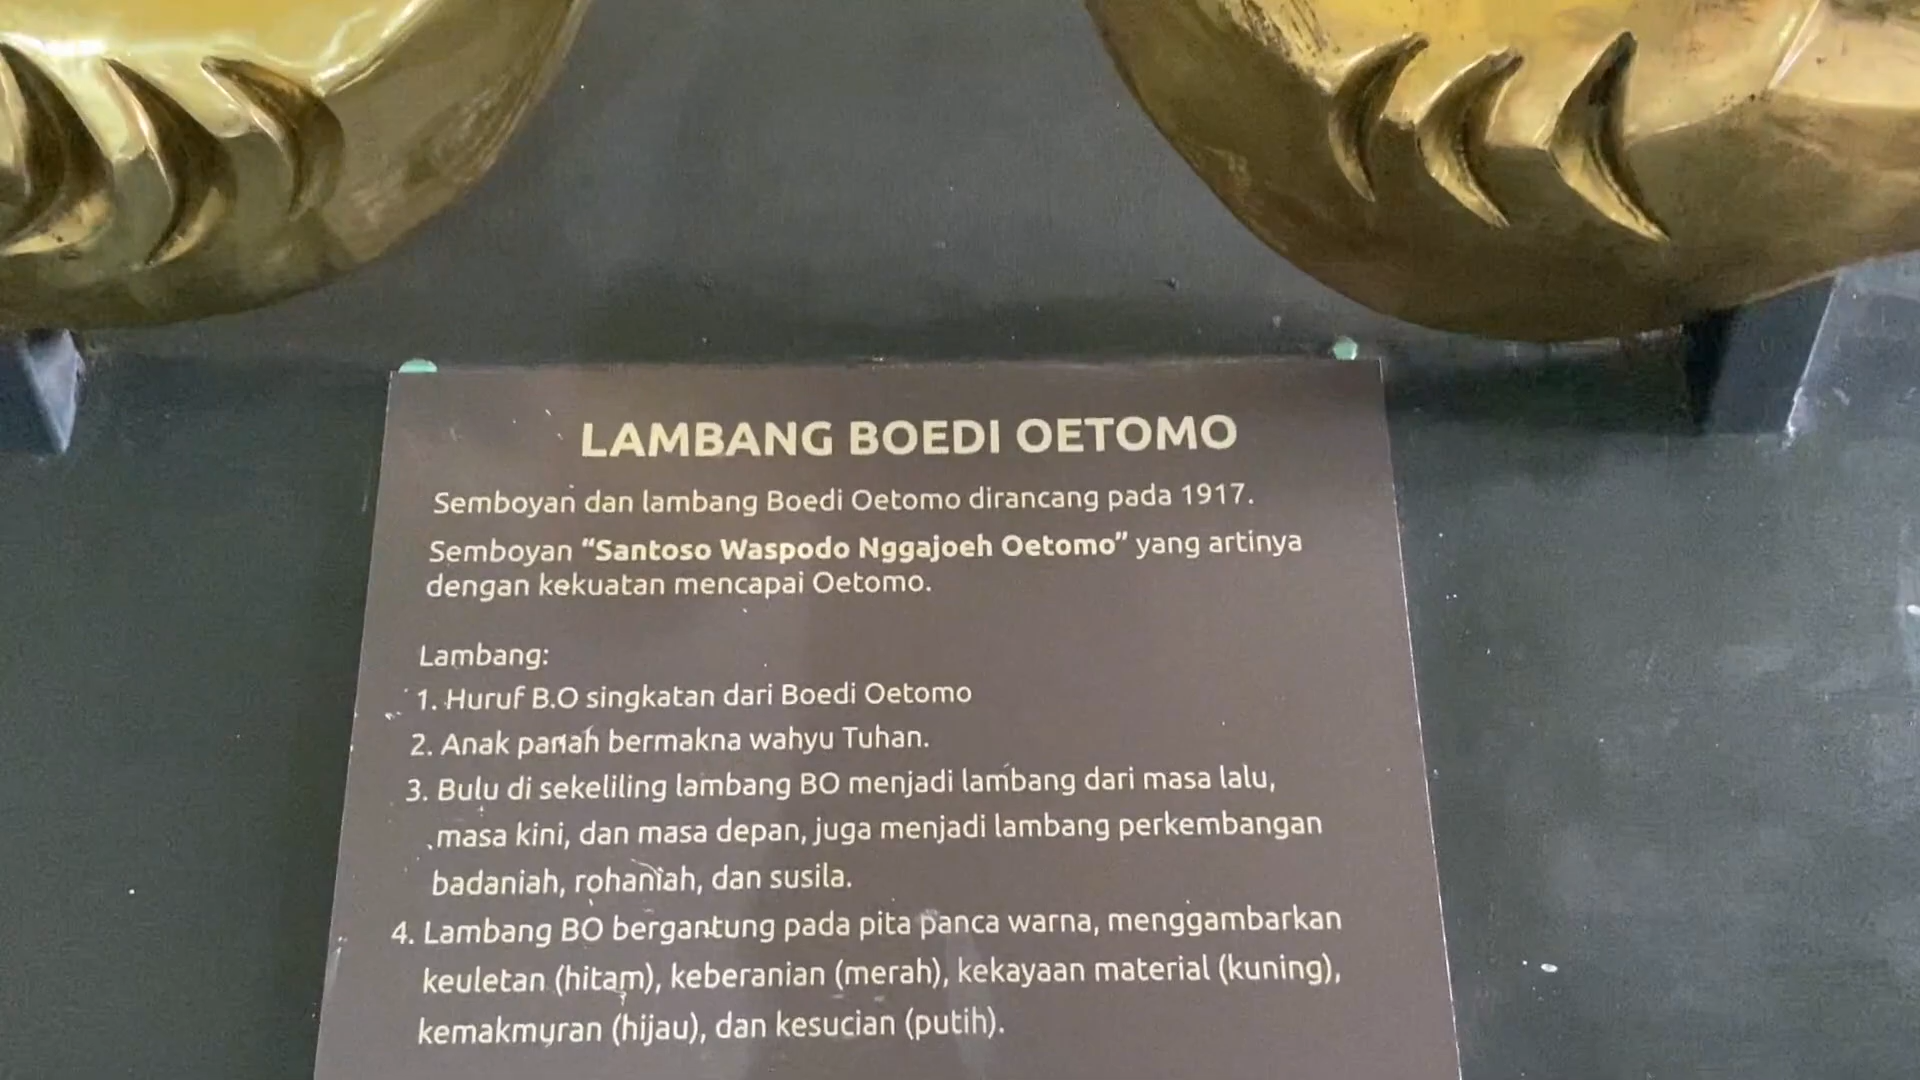 LAMBANG BOEDI OETOMO
Semboyan dan lambang Boedi Oetomo dirancang pada 1917.
Semboyan “Santoso Waspodo Nggajoeh Oetomo” yang artinya
dengan kekuatan mencapai Oetomo.
Lambang:
1. Huruf B.O singkatan dari Boedi Oetomo
2. Anak panah bermakna wahyu Tuhan.
3. Bulu di sekeliling lambang BO menjadi lambang dari masa lalu,
masa kini, dan masa depan, juga menjadi lambang perkembangan
badaniah, rohaniah, dan susila.
4. Lambang BO bergantung pada pita panca warna, menggambarkan
keuletan (hitam), keberanian (merah), kekayaan material (kuning),
kemakmuran (hijau), dan kesucian (putih).